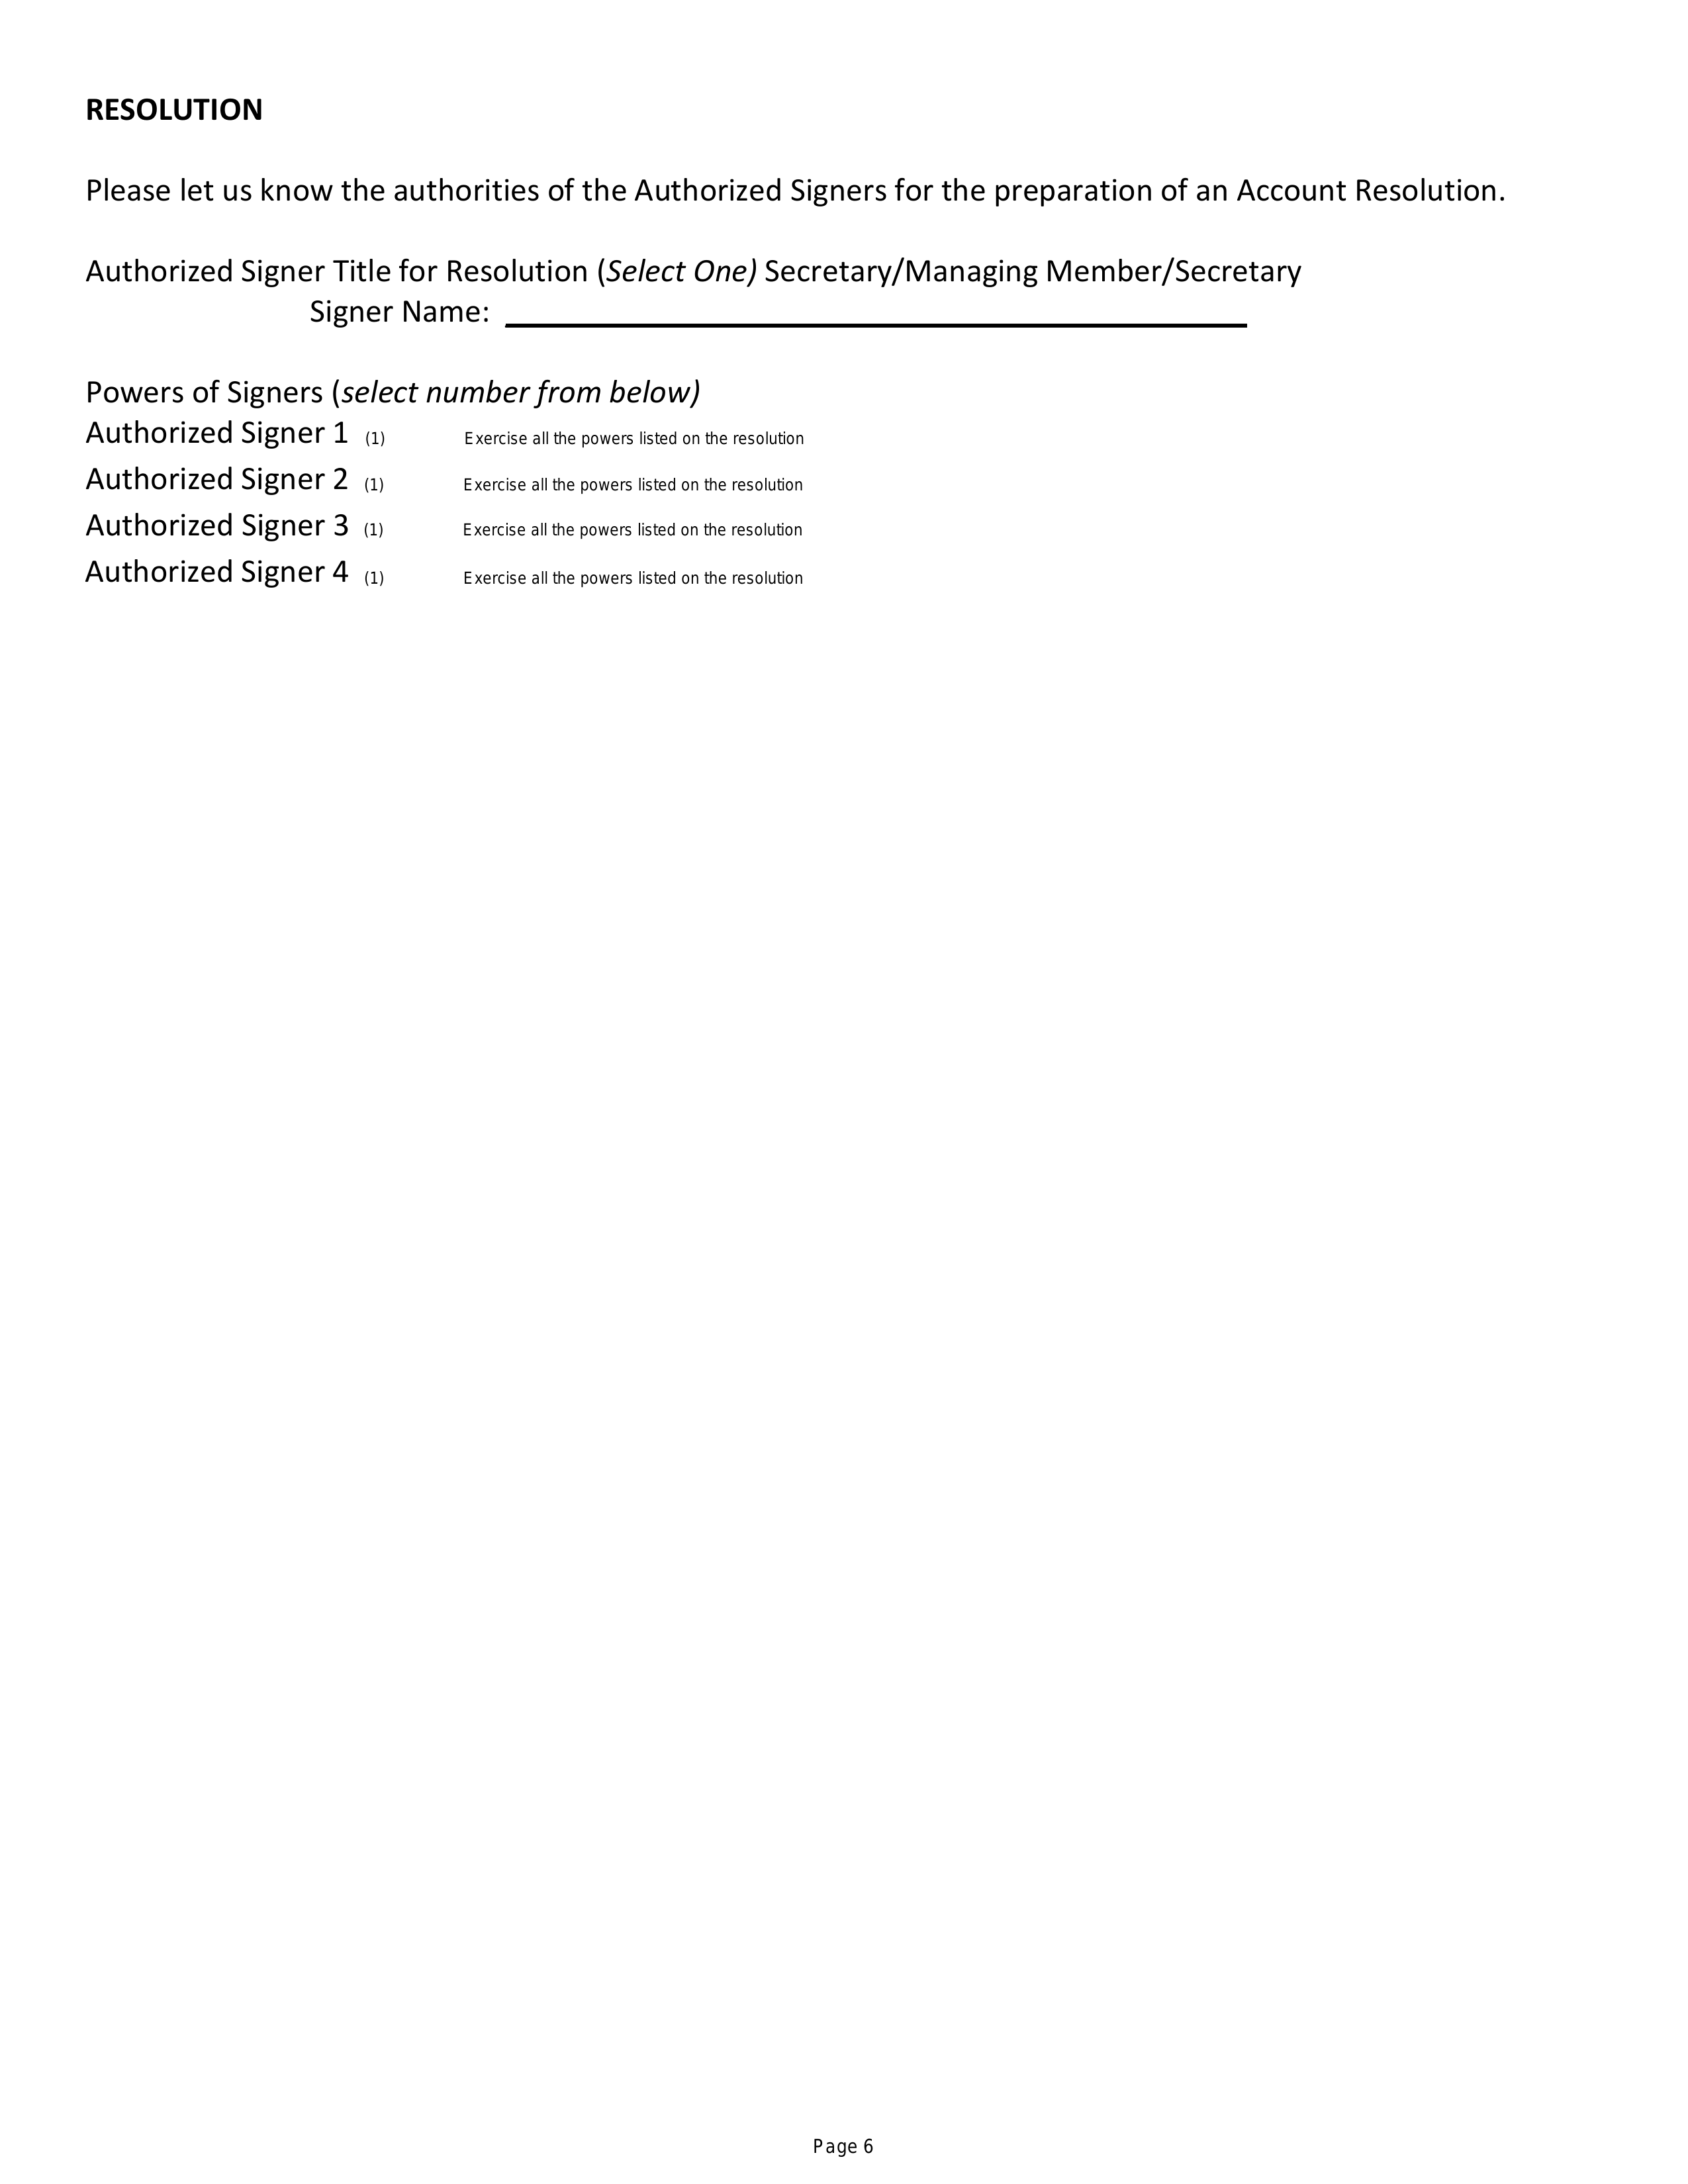 RESOLUTION
Please let us know the authorities of the Authorized Signers for the preparation of an Account Resolution.
Authorized Signer Title for Resolution (Select One) Secretary/Managing Member/Secretary
Signer Name:
Powers of Signers (select number from below)
Authorized Signer 1 (1) Exercise all the powers listed on the resolution
Authorized Signer 2 (1) Exercise all the powers listed on the resolution
Authorized Signer 3 (1) Exercise all the powers listed on the resolution
Authorized Signer 4 (1) Exercise all the powers listed on the resolution
Page 6